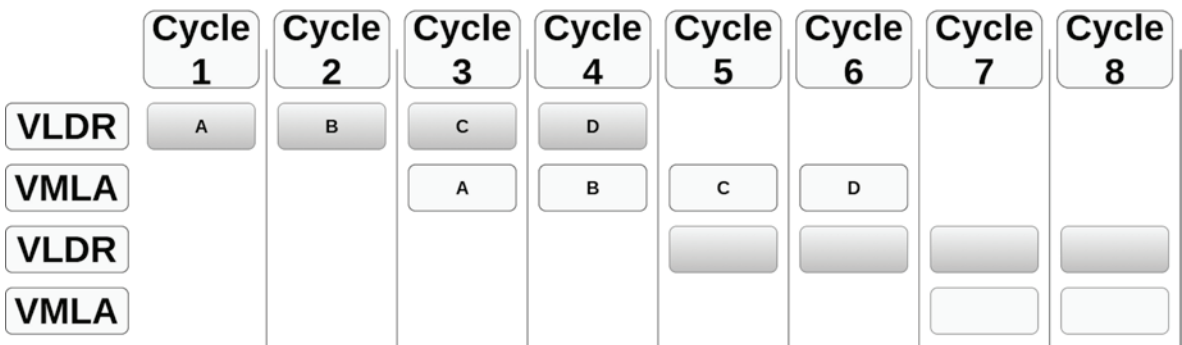 Cycle 1 Cycle 2 Cycle 3 Cycle 4 Cycle 5 Cycle 6 Cycle 7 Cycle 8
VLDR A B C D
VMLA A B C D
VLDR
VMLA